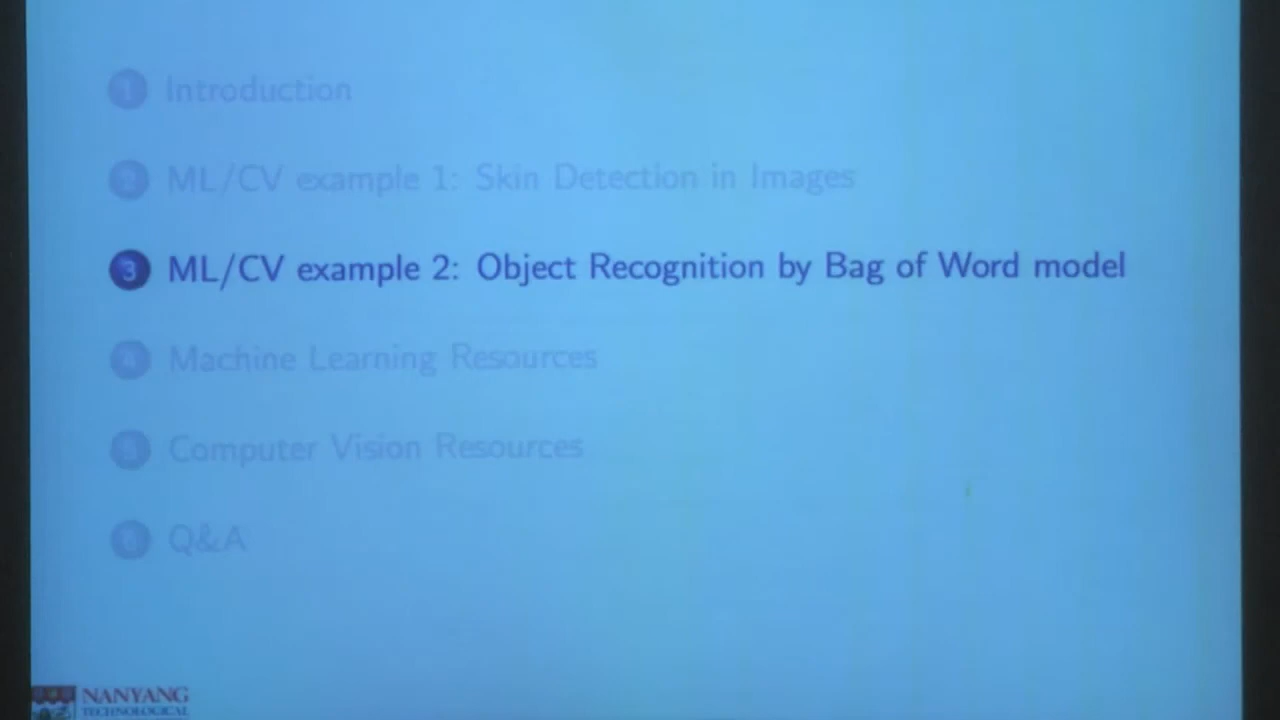 1 Introduction
2 ML/CV example 1: Skin Detection in Images
3 ML/CV example 2: Object Recognition by Bag of Word model
4 Machine Learning Resources
5 Computer Vision Resources
6 Q&A
NANYANG
TECHNOLOGICAL